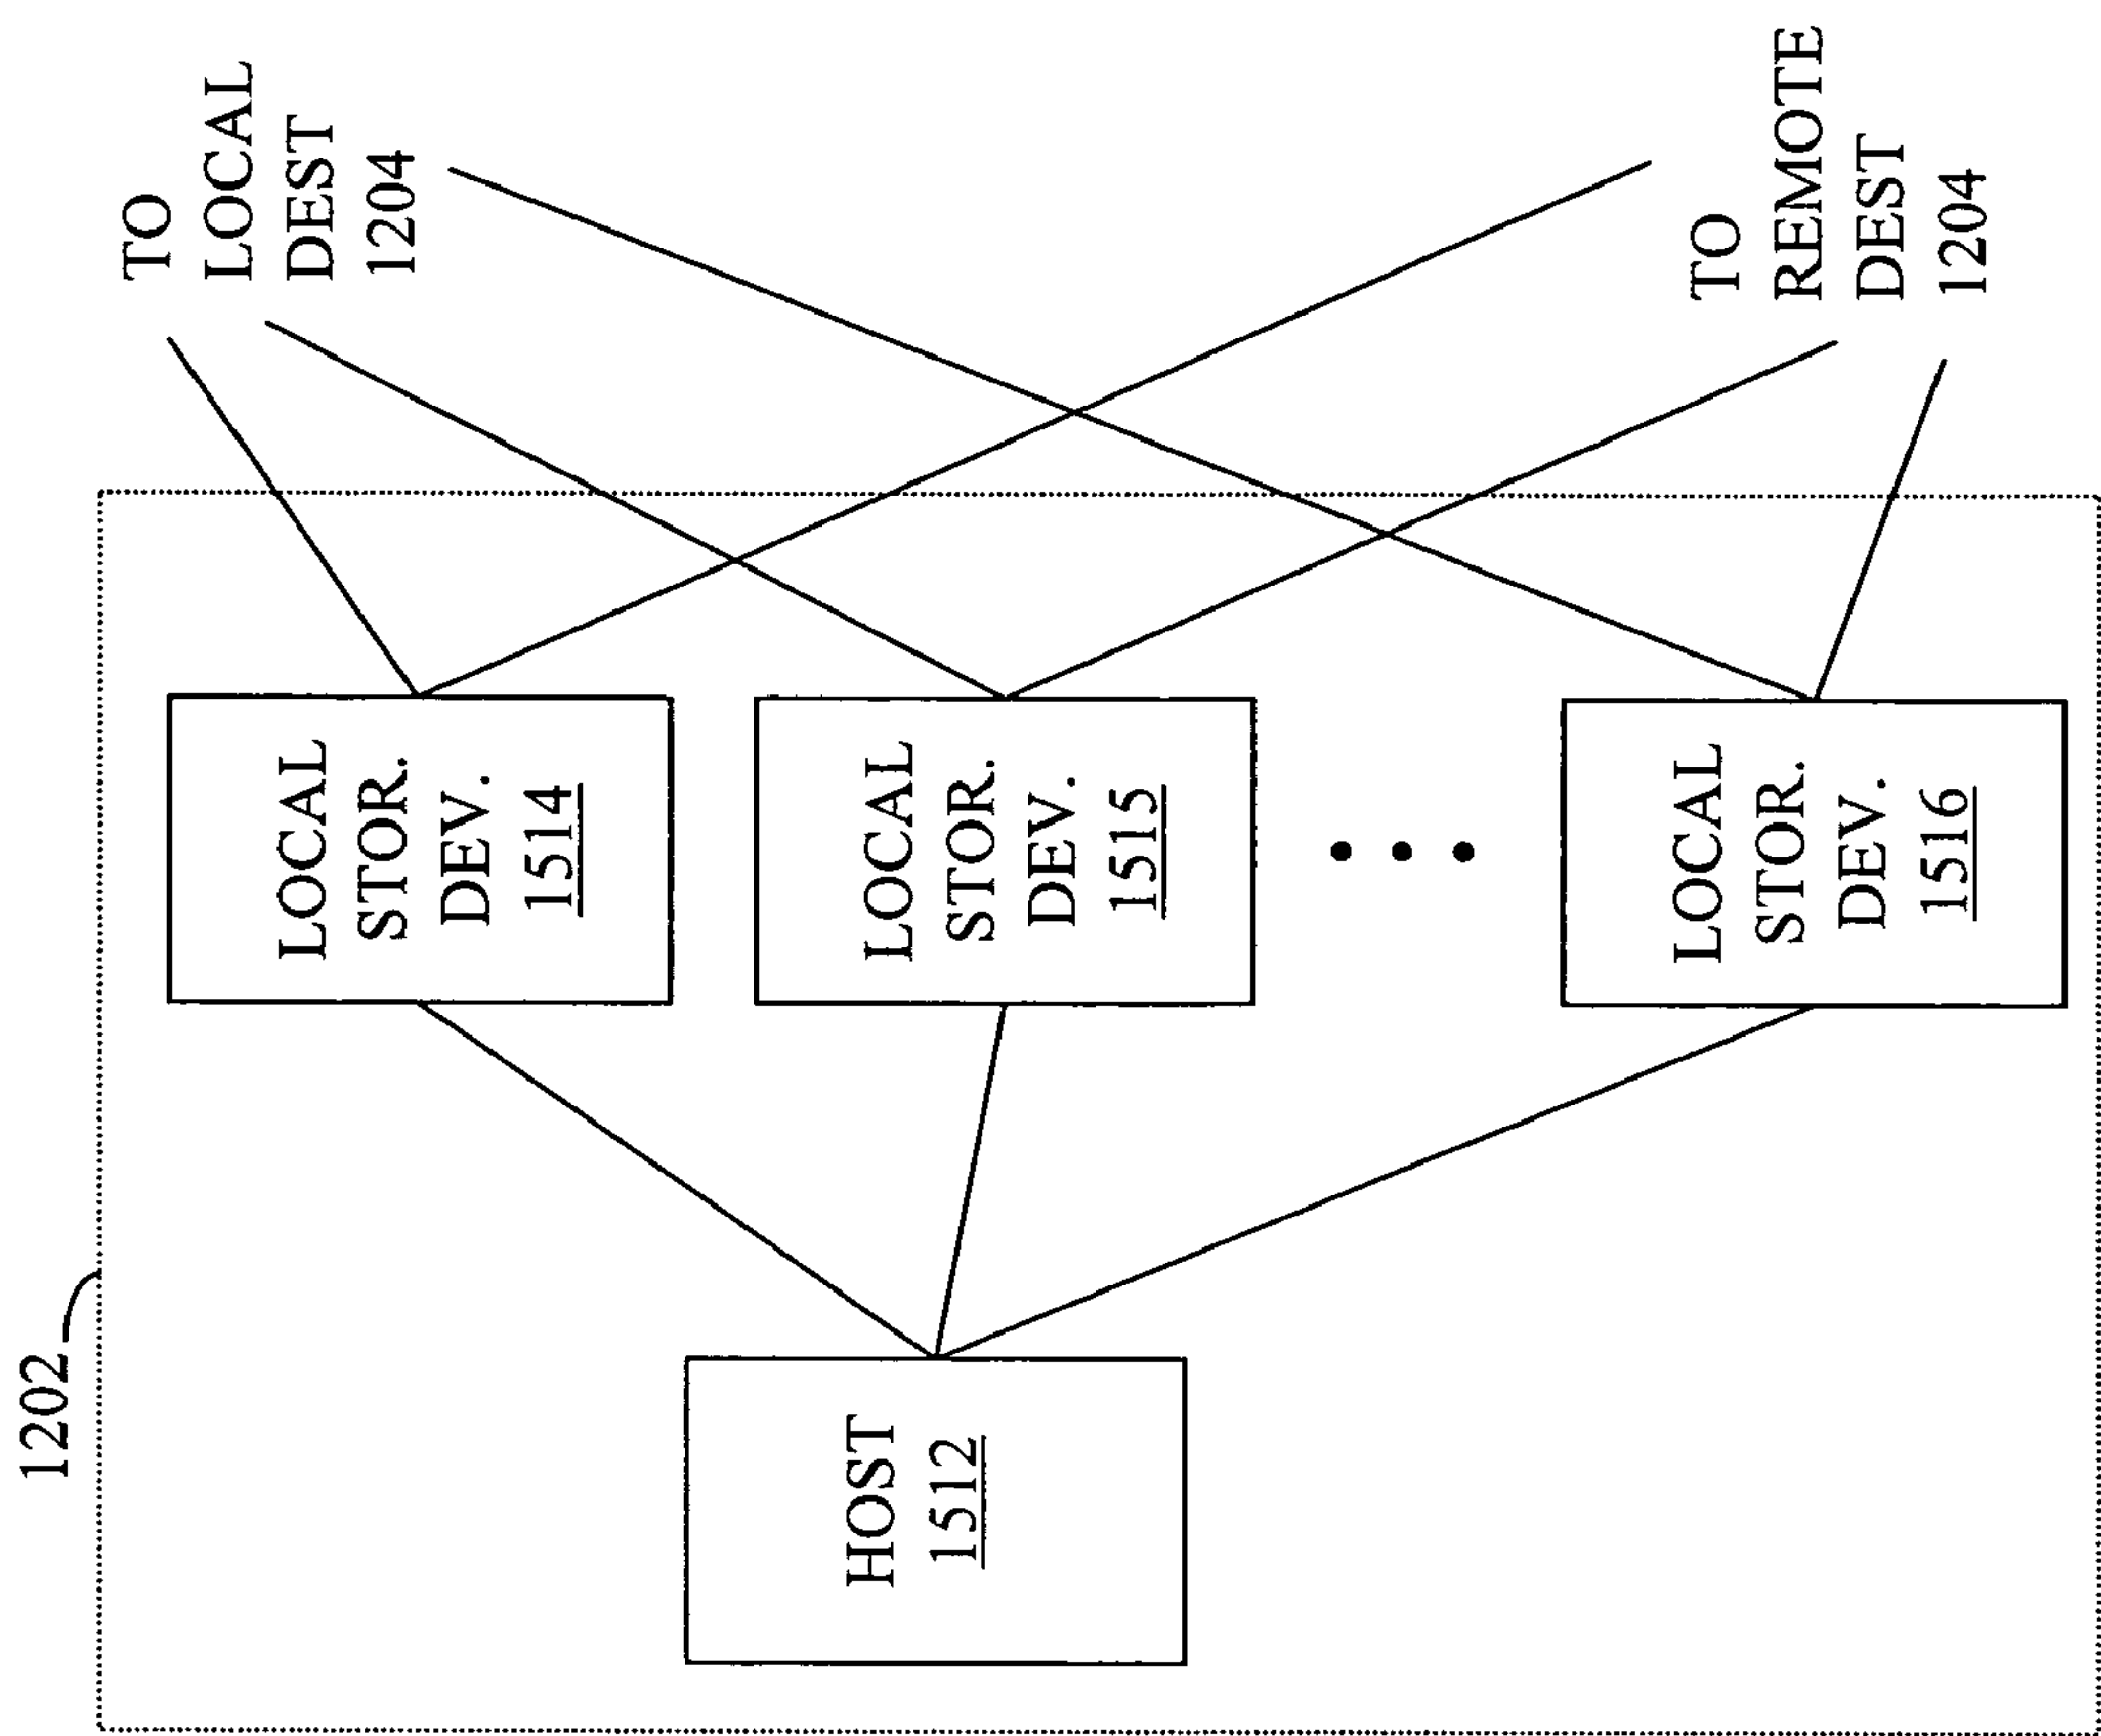 1202
HOST
1512
LOCAL
STOR.
DEV.
1514
LOCAL
STOR.
DEV.
1515
LOCAL
STOR.
DEV.
1516
TO
LOCAL
DEST
1204
TO
REMOTE
DEST
1204